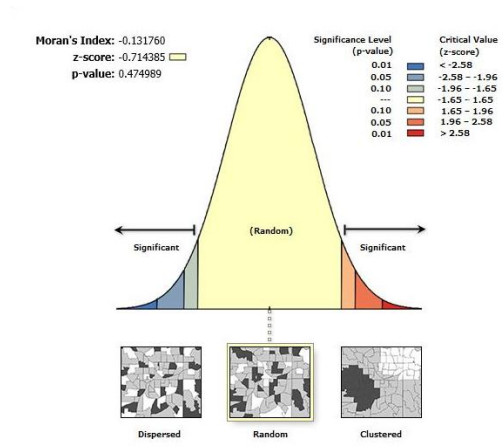 Moran's Index: -0.131760
z-score: -0.714385
p-value: 0.474989
Significance Level
(p-value)
Critical Value
(z-score)
0.01 < -2.58
0.05 -2.58 – -1.96
0.10 -1.96 – -1.65
--- -1.65 – 1.65
0.10 1.65 – 1.96
0.05 1.96 – 2.58
0.01 > 2.58
Significant
(Random)
Significant
Dispersed
Random
Clustered